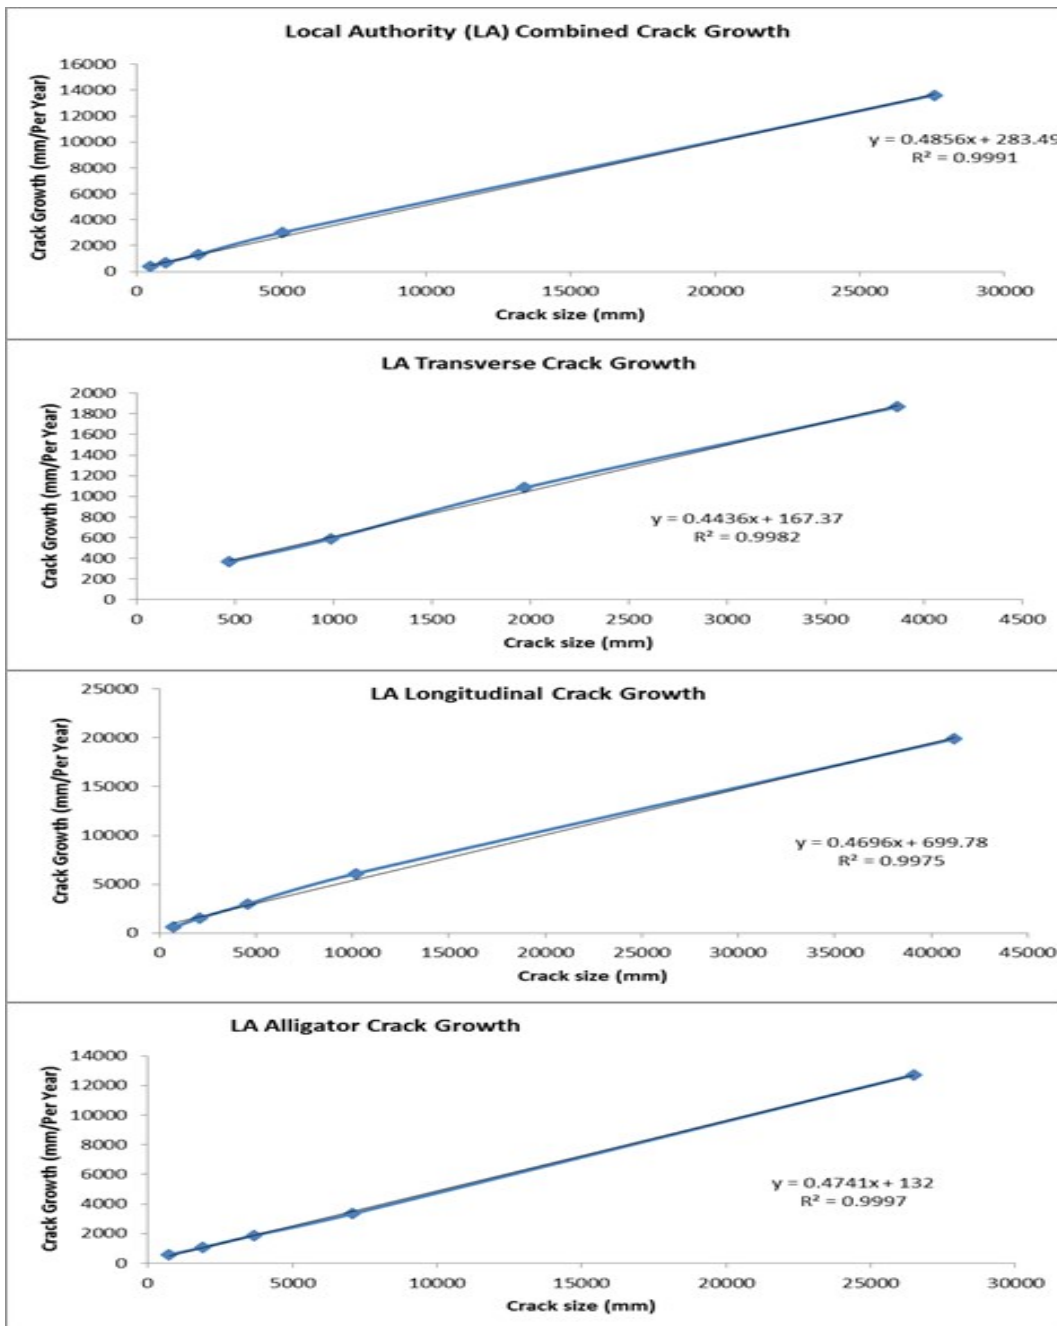 Local Authority (LA) Combined Crack Growth
Crack Growth (mm/Per Year)
16000
14000
12000
10000
8000
6000
4000
2000
0
y = 0.4856x + 283.49
R² = 0.9991
0 5000 10000 15000 20000 25000 30000
Crack size (mm)
LA Transverse Crack Growth
Crack Growth (mm/Per Year)
2000
1800
1600
1400
1200
1000
800
600
400
200
0
y = 0.4436x + 167.37
R² = 0.9982
0 500 1000 1500 2000 2500 3000 3500 4000 4500
Crack size (mm)
LA Longitudinal Crack Growth
Crack Growth (mm/Per Year)
25000
20000
15000
10000
5000
0
y = 0.4696x + 699.78
R² = 0.9975
0 5000 10000 15000 20000 25000 30000 35000 40000 45000
Crack size (mm)
LA Alligator Crack Growth
Crack Growth (mm/Per Year)
14000
12000
10000
8000
6000
4000
2000
0
y = 0.4741x + 132
R² = 0.9997
0 5000 10000 15000 20000 25000 30000
Crack size (mm)